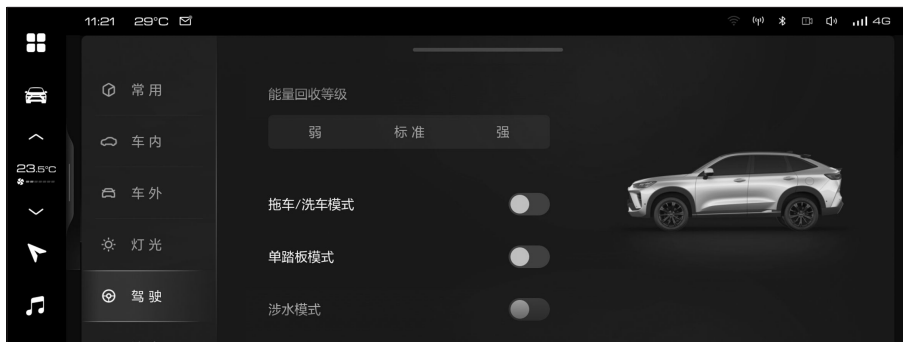 11:21 29°C 4G
常用
能量回收等级
弱 标准 强
车内
23.5°C
车外
拖车/洗车模式
灯光
单踏板模式
驾驶
涉水模式